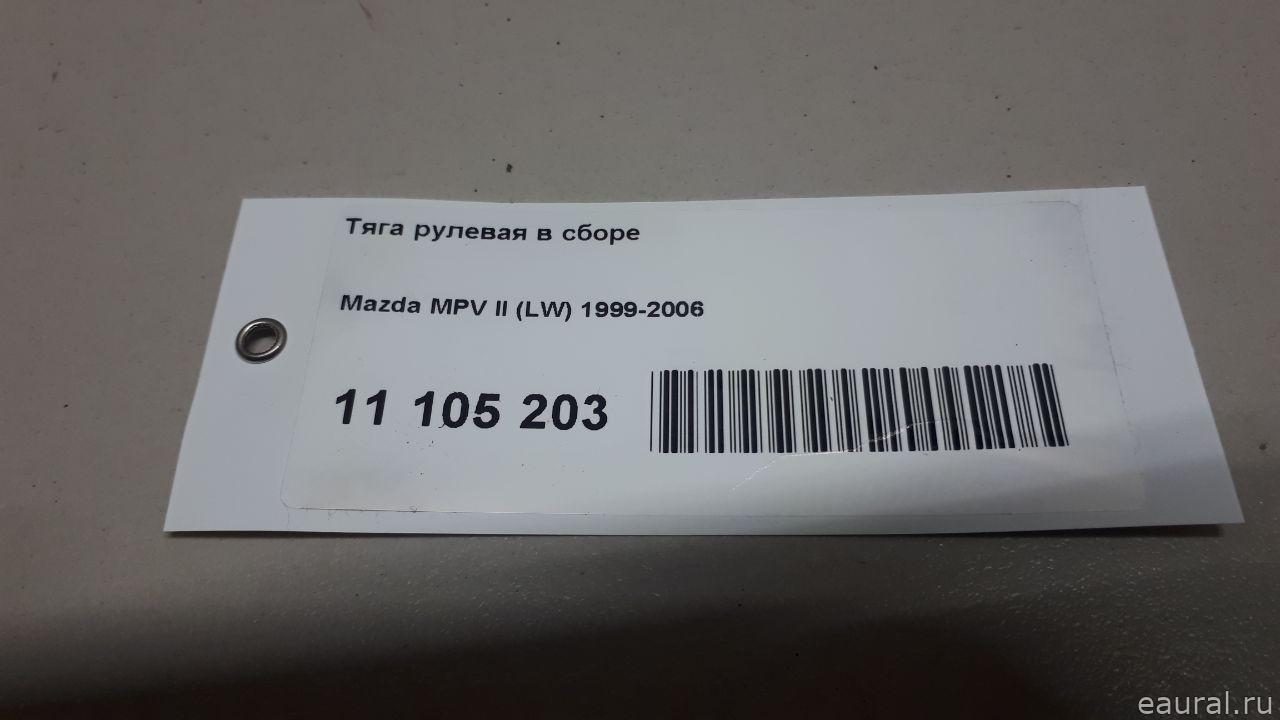 Тяга рулевая в сборе
Mazda MPV II (LW) 1999-2006
11 105 203
eaural.ru